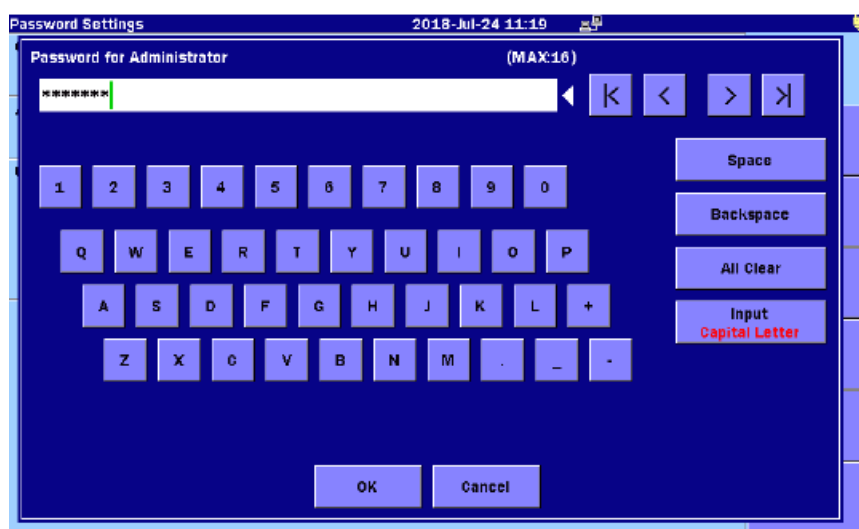 Password Settings 2018-Jul-24 11:19
Password for Administrator (MAX:16)
*******
|< < > >|
Space
1 2 3 4 5 6 7 8 9 0
Backspace
Q W E R T Y U I O P
All Clear
A S D F G H J K L +
Input
Capital Letter
Z X C V B N M . _ -
OK Cancel